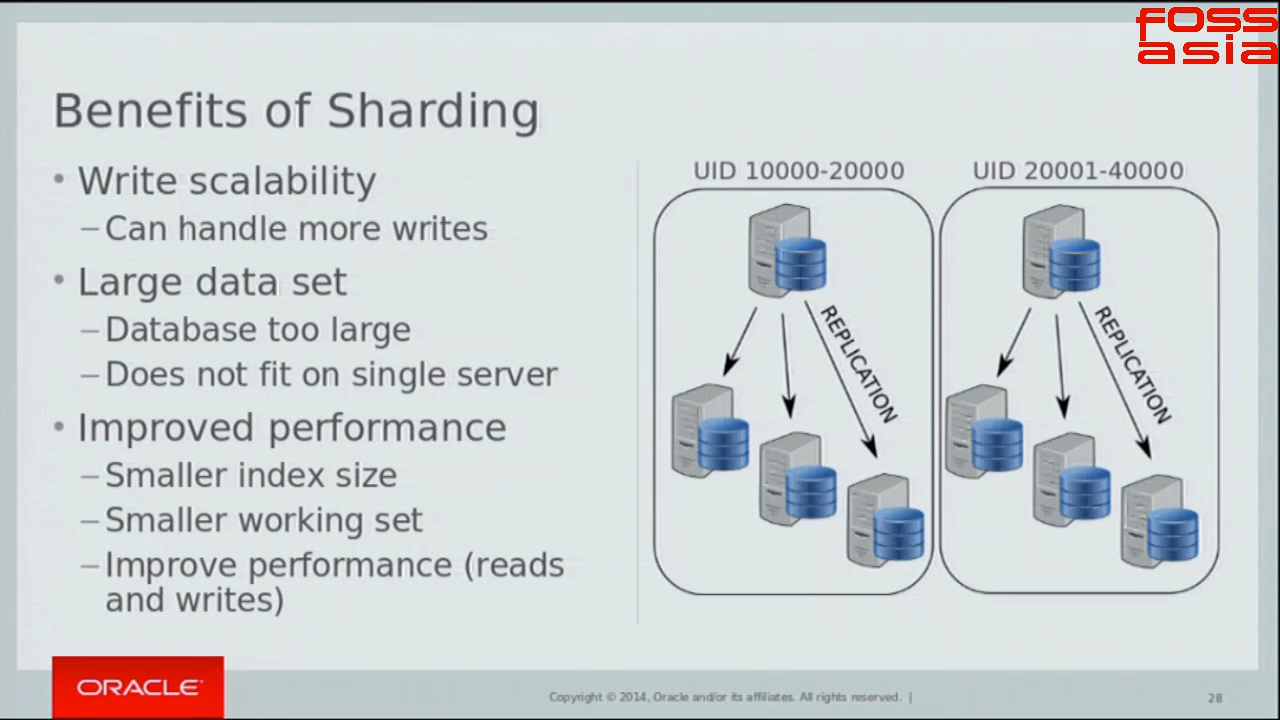 FOSS
asia
Benefits of Sharding
• Write scalability
–Can handle more writes
• Large data set
–Database too large
–Does not fit on single server
• Improved performance
–Smaller index size
–Smaller working set
–Improve performance (reads
and writes)
UID 10000-20000
REPLICATION
UID 20001-40000
REPLICATION
ORACLE
Copyright © 2014, Oracle and/or its affiliates. All rights reserved. |
28